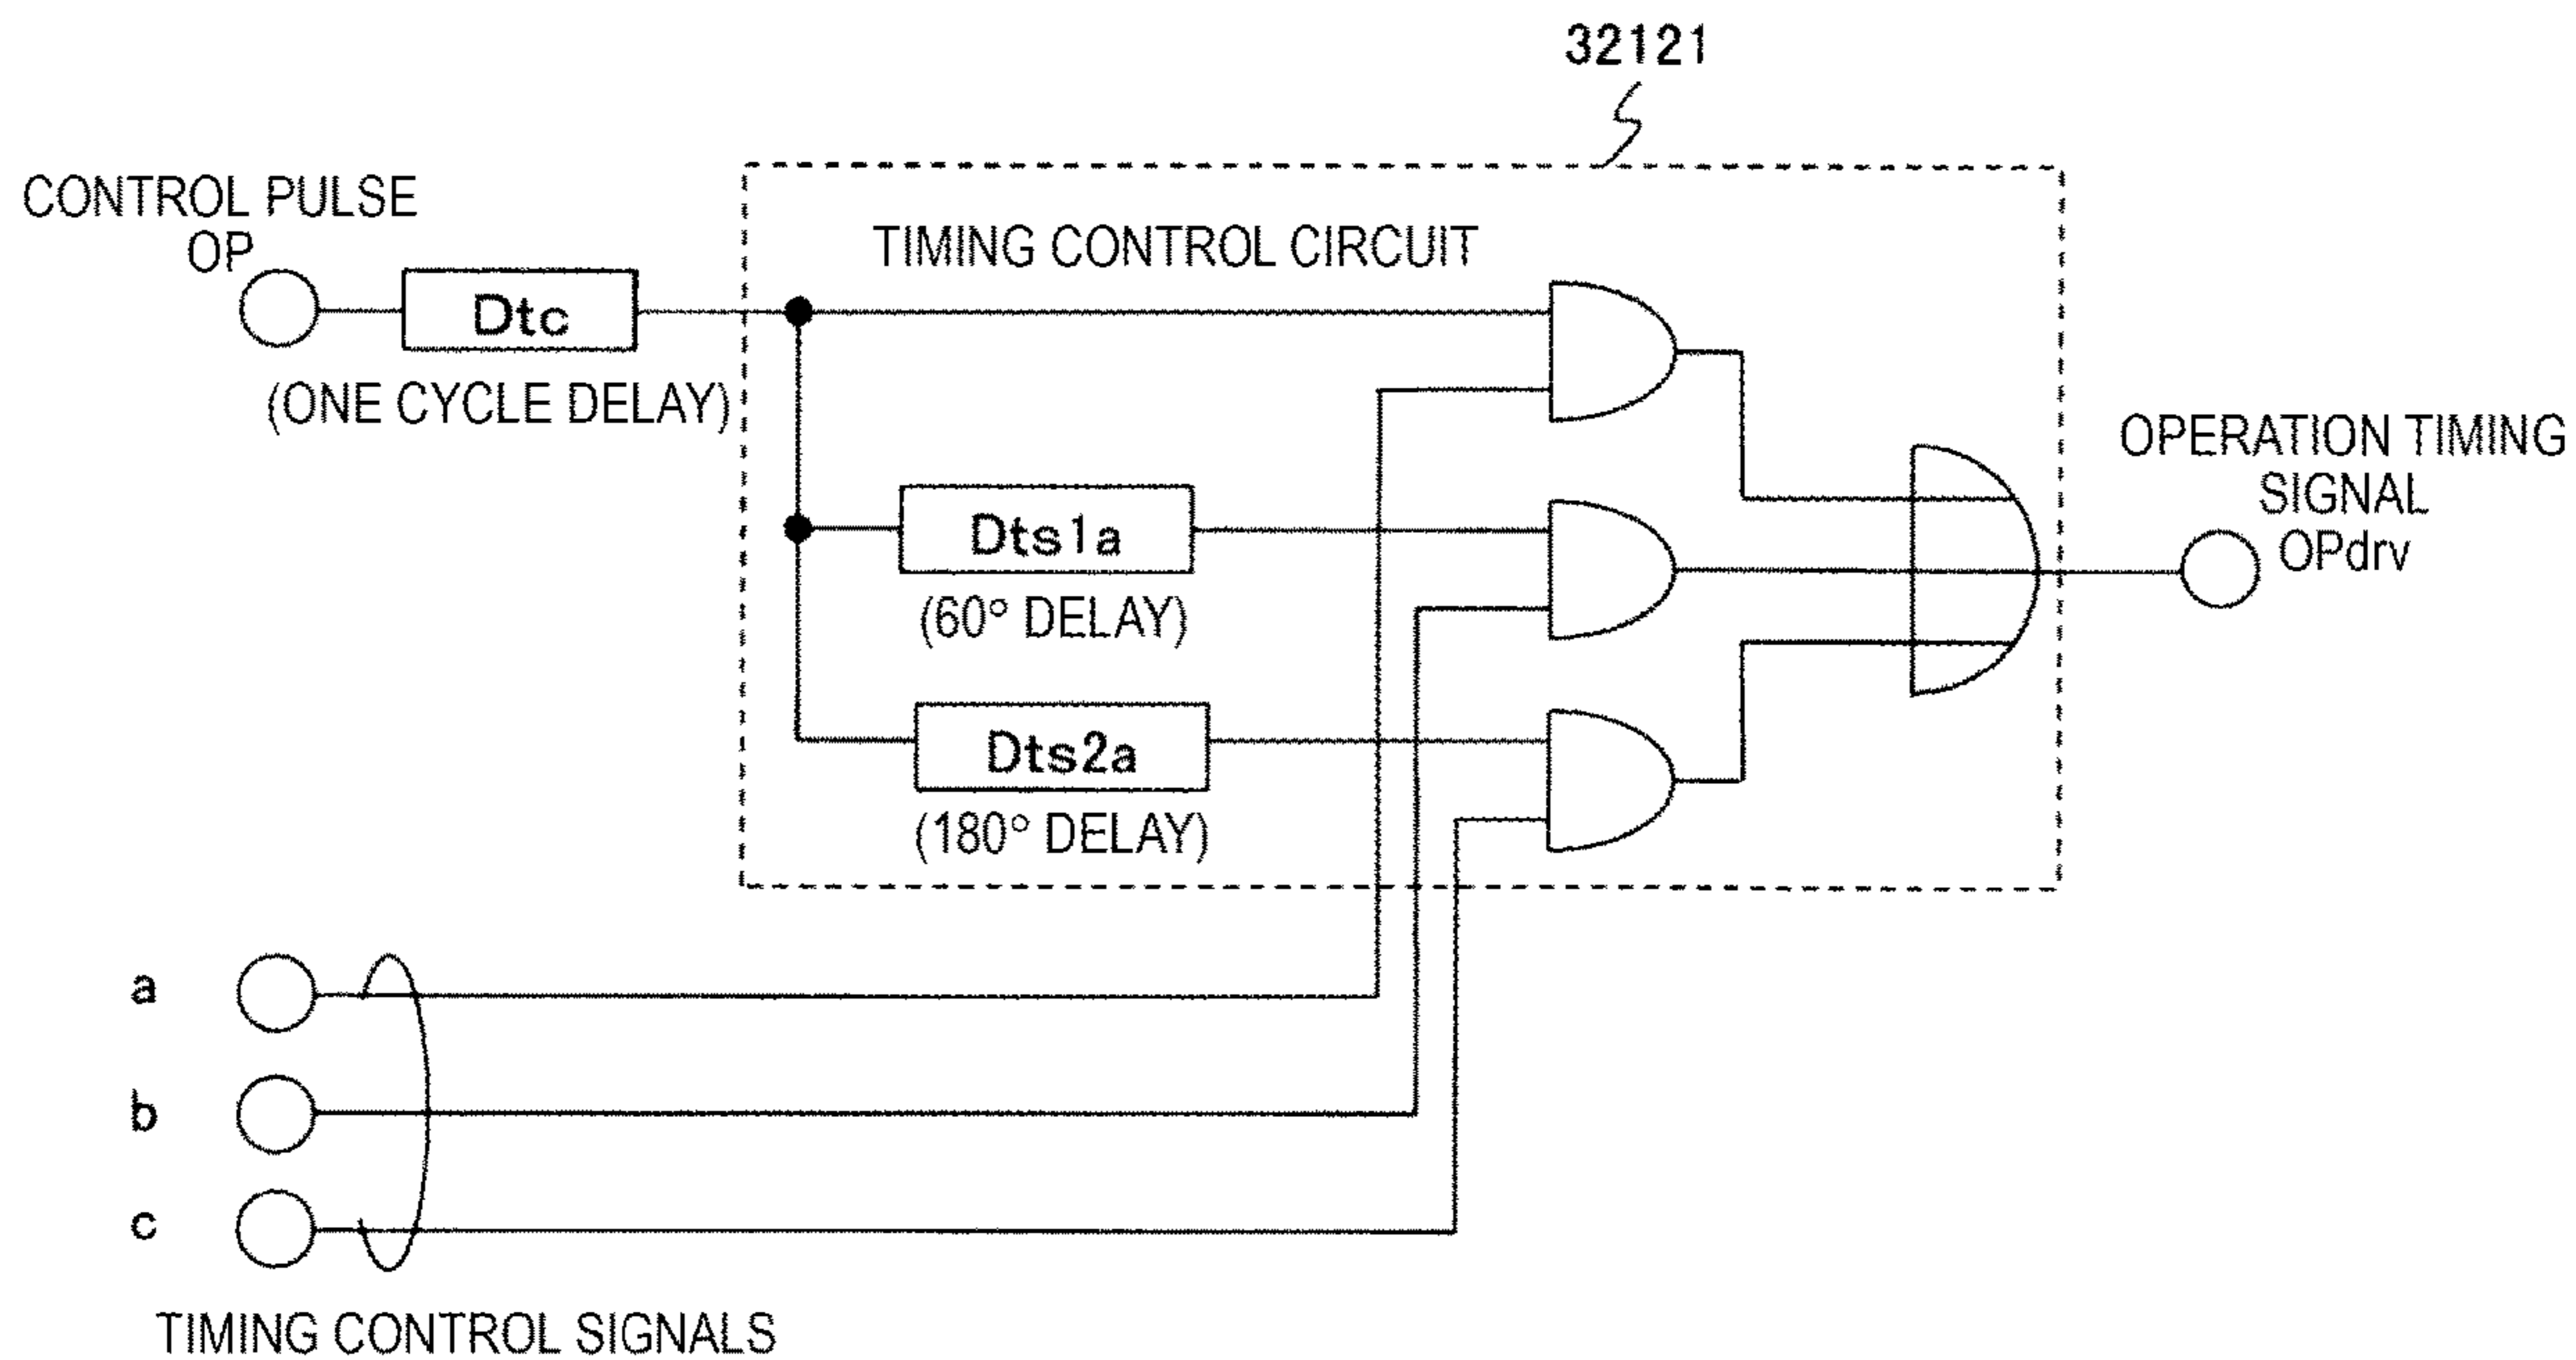 32121
CONTROL PULSE
OP
TIMING CONTROL CIRCUIT
Dtc
(ONE CYCLE DELAY)
OPERATION TIMING
SIGNAL
OPdrv
Dts1a
(60° DELAY)
Dts2a
(180° DELAY)
a
b
c
TIMING CONTROL SIGNALS